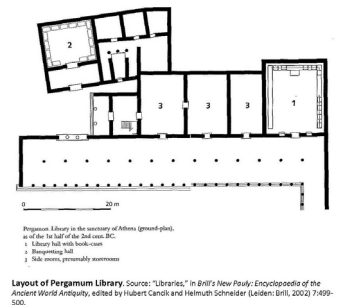 2
3
3
3
1
0
20 m
Pergamon. Library in the sanctuary of Athena (ground-plan),
as of the 1st half of the 2nd cent. BC.
1 Library hall with book-cases
2 Banquetting hall
3 Side rooms, presumably storerooms
Layout of Pergamum Library. Source: "Libraries," in Brill's New Pauly: Encyclopaedia of the
Ancient World Antiquity, edited by Hubert Cancik and Helmuth Schneider (Leiden: Brill, 2002) 7:499-
500.